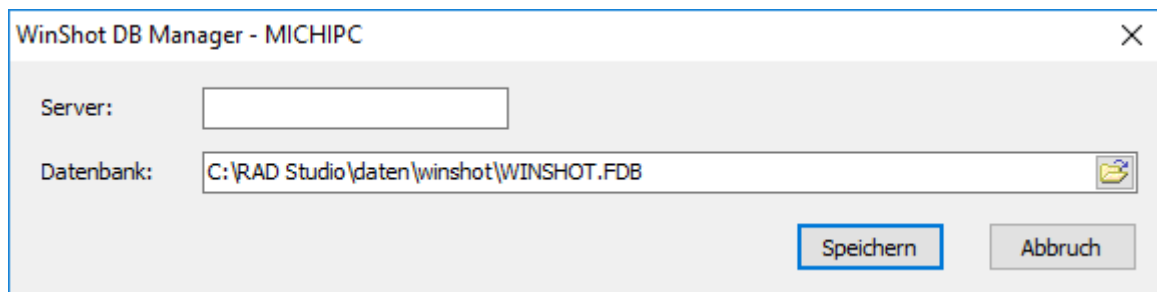 WinShot DB Manager - MICHIPC
Server:
Datenbank: C:\RAD Studio\daten\winshot\WINSHOT.FDB
Speichern Abbruch